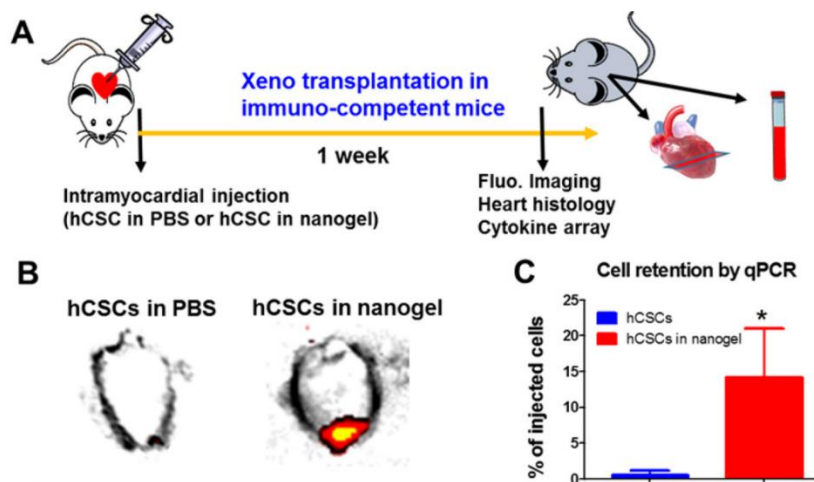 A
Xeno transplantation in
immuno-competent mice
1 week
Intramyocardial injection
(hCSC in PBS or hCSC in nanogel)
Fluo. Imaging
Heart histology
Cytokine array
B
hCSCs in PBS
hCSCs in nanogel
C
Cell retention by qPCR
% of injected cells
25
20
15
10
5
0
hCSCs
hCSCs in nanogel
*